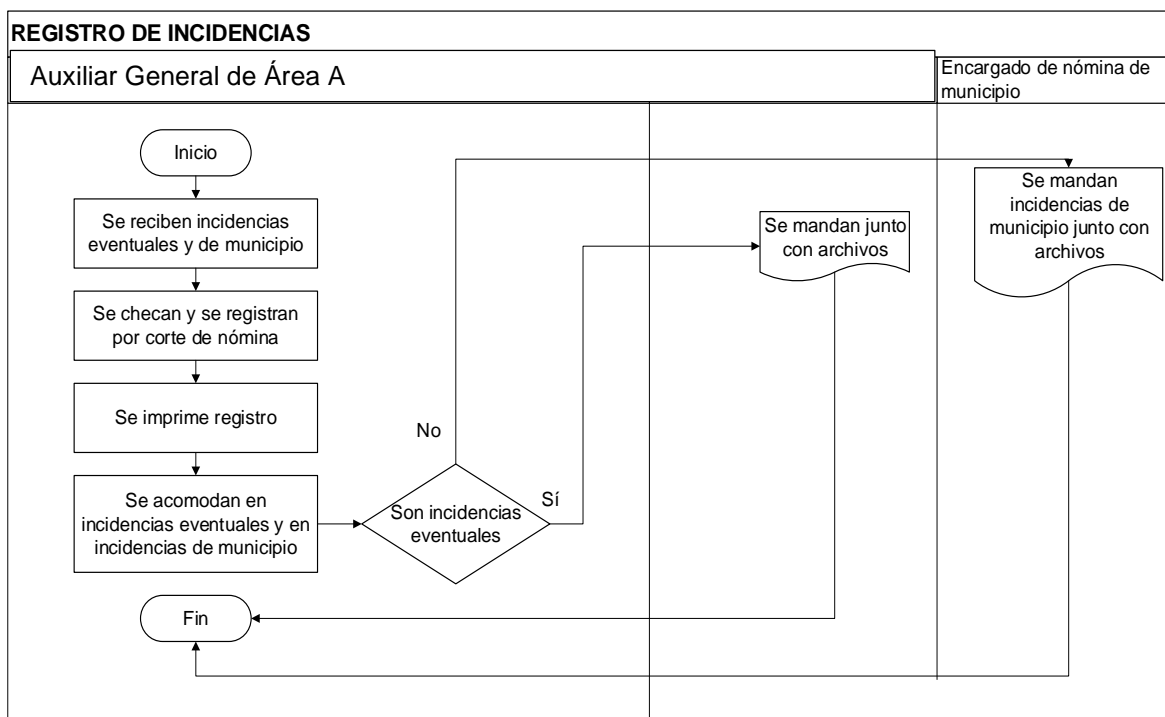 REGISTRO DE INCIDENCIAS
Auxiliar General de Área A
Encargado de nómina de
municipio
Inicio
Se reciben incidencias
eventuales y de municipio
Se checan y se registran
por corte de nómina
Se imprime registro
Se acomodan en
incidencias eventuales y en
incidencias de municipio
Son incidencias
eventuales
No
Sí
Se mandan junto
con archivos
Se mandan
incidencias de
municipio junto con
archivos
Fin